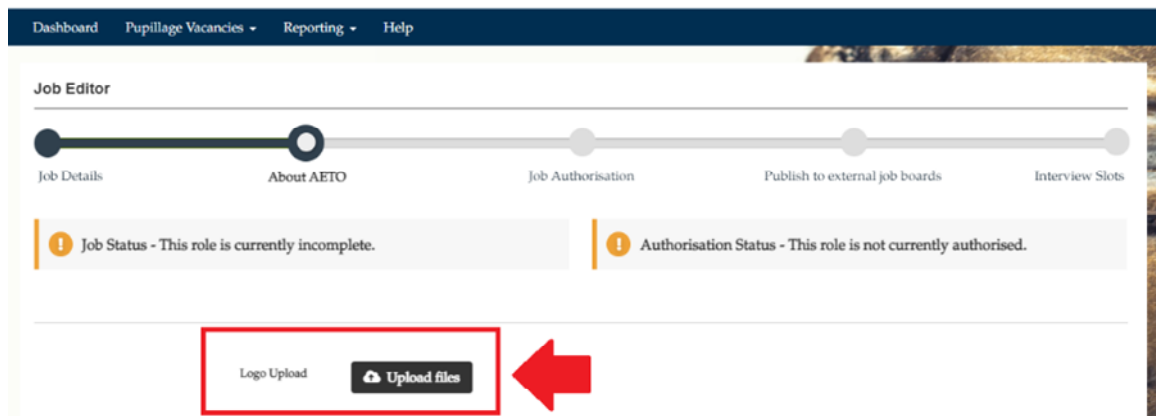 Dashboard Pupillage Vacancies Reporting Help
Job Editor
Job Details About AETO Job Authorisation Publish to external job boards Interview Slots
Job Status - This role is currently incomplete. Authorisation Status - This role is not currently authorised.
Logo Upload Upload files